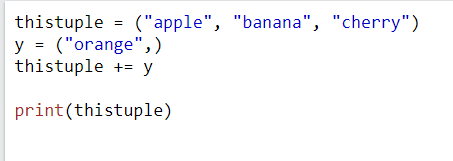 thistuple = ("apple", "banana", "cherry")
y = ("orange",)
thistuple += y
print(thistuple)